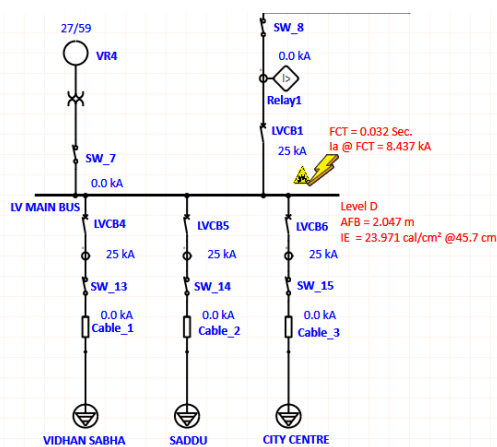 27/59
VR4
SW_7
0.0 kA
SW_8
0.0 kA
I>
Relay1
LVCB1
25 kA
FCT = 0.032 Sec.
Ia @ FCT = 8.437 kA
LV MAIN BUS
Level D
AFB = 2.047 m
IE = 23.971 cal/cm² @45.7 cm
LVCB4
25 kA
SW_13
0.0 kA
Cable_1
VIDHAN SABHA
LVCB5
25 kA
SW_14
0.0 kA
Cable_2
SADDU
LVCB6
25 kA
SW_15
0.0 kA
Cable_3
CITY CENTRE